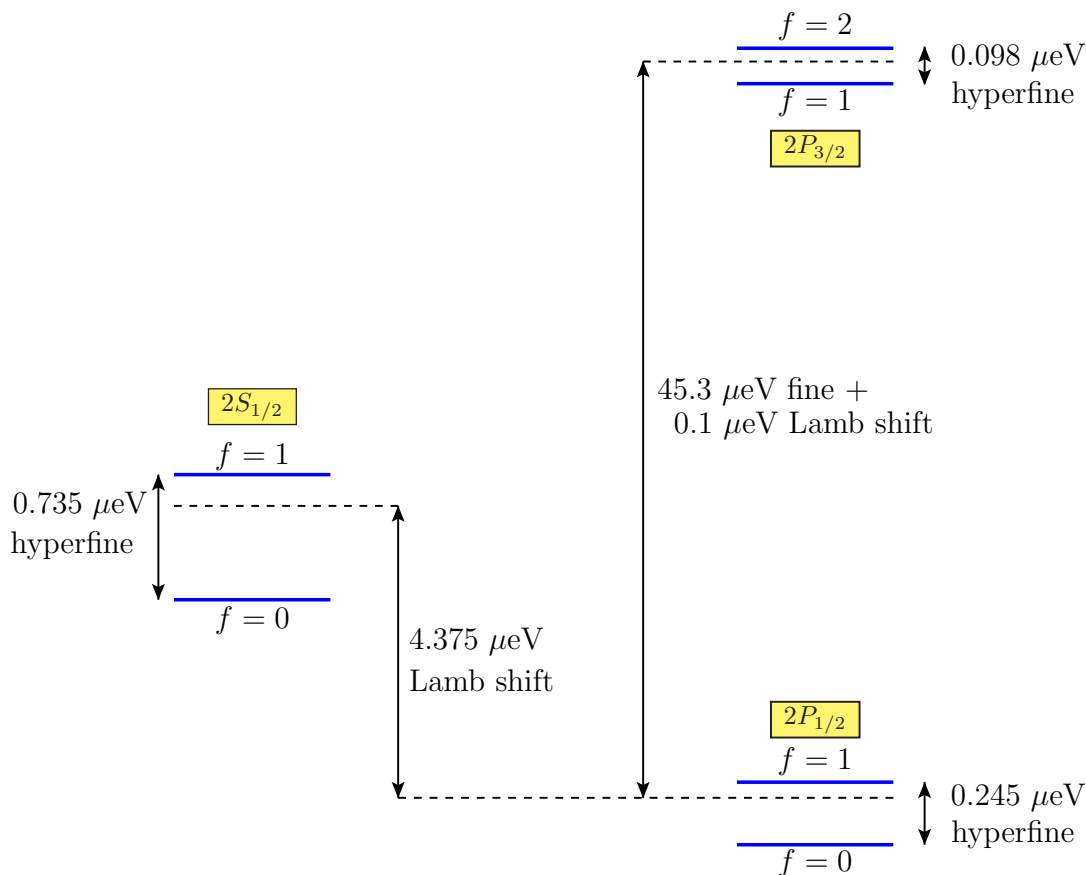 f = 2
0.098 μeV
hyperfine
f = 1
2P3/2
45.3 μeV fine +
0.1 μeV Lamb shift
2S1/2
f = 1
0.735 μeV
hyperfine
f = 0
4.375 μeV
Lamb shift
2P1/2
f = 1
0.245 μeV
hyperfine
f = 0